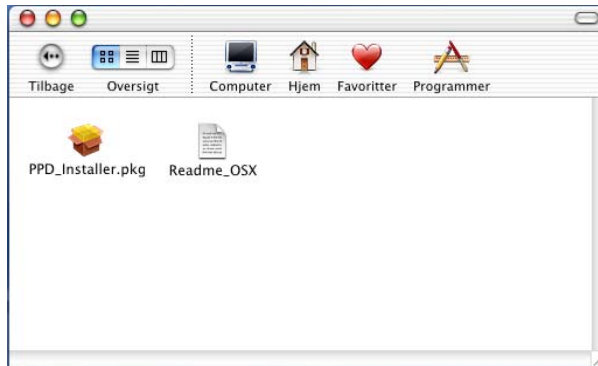 Tilbage Oversigt Computer Hjem Favoritter Programmer
PPD_Installer.pkg Readme_OSX